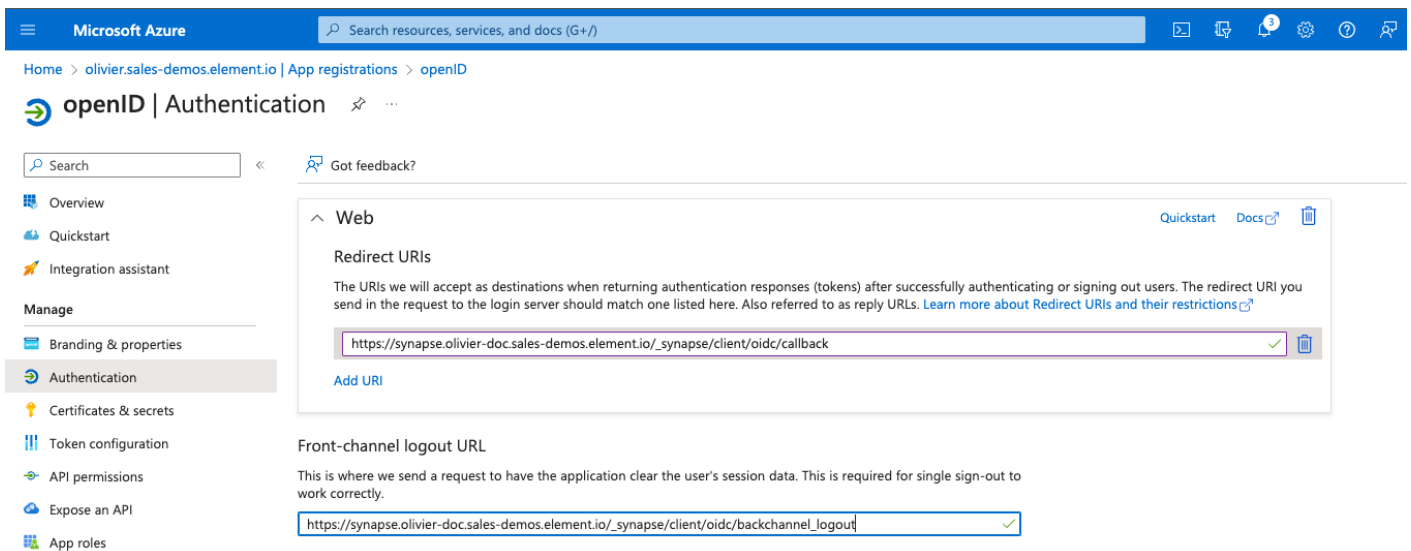 Microsoft Azure
Search resources, services, and docs (G+/)
3
Home > olivier.sales-demos.element.io | App registrations > openID
openID | Authentication
Search
Got feedback?
Overview
Quickstart
Integration assistant
Manage
Branding & properties
Authentication
Certificates & secrets
Token configuration
API permissions
Expose an API
App roles
Web
Quickstart
Docs
Redirect URIs
The URIs we will accept as destinations when returning authentication responses (tokens) after successfully authenticating or signing out users. The redirect URI you
send in the request to the login server should match one listed here. Also referred to as reply URLs. Learn more about Redirect URIs and their restrictions
https://synapse.olivier-doc.sales-demos.element.io/_synapse/client/oidc/callback
Add URI
Front-channel logout URL
This is where we send a request to have the application clear the user's session data. This is required for single sign-out to
work correctly.
https://synapse.olivier-doc.sales-demos.element.io/_synapse/client/oidc/backchannel_logout